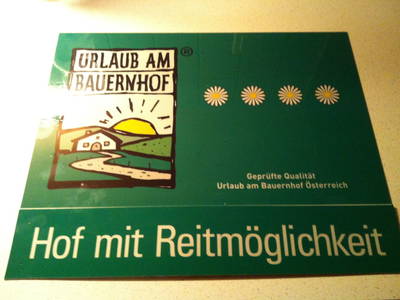 URLAUB AM
BAUERNHOF
®
Geprüfte Qualität
Urlaub am Bauernhof Österreich
Hof mit Reitmöglichkeit